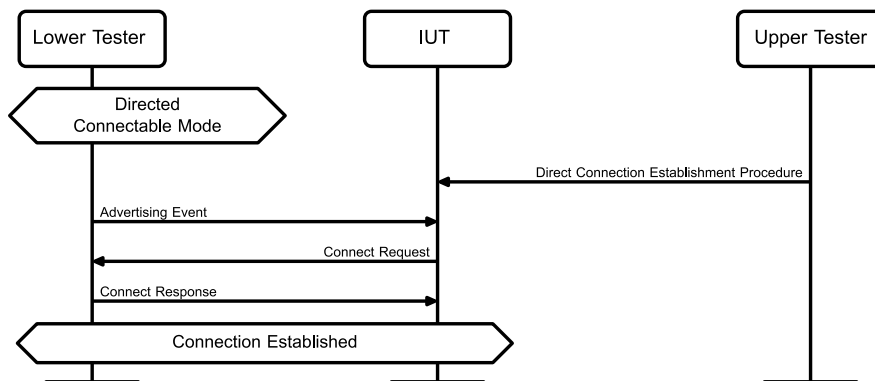 Lower Tester
IUT
Upper Tester
Directed
Connectable Mode
Direct Connection Establishment Procedure
Advertising Event
Connect Request
Connect Response
Connection Established